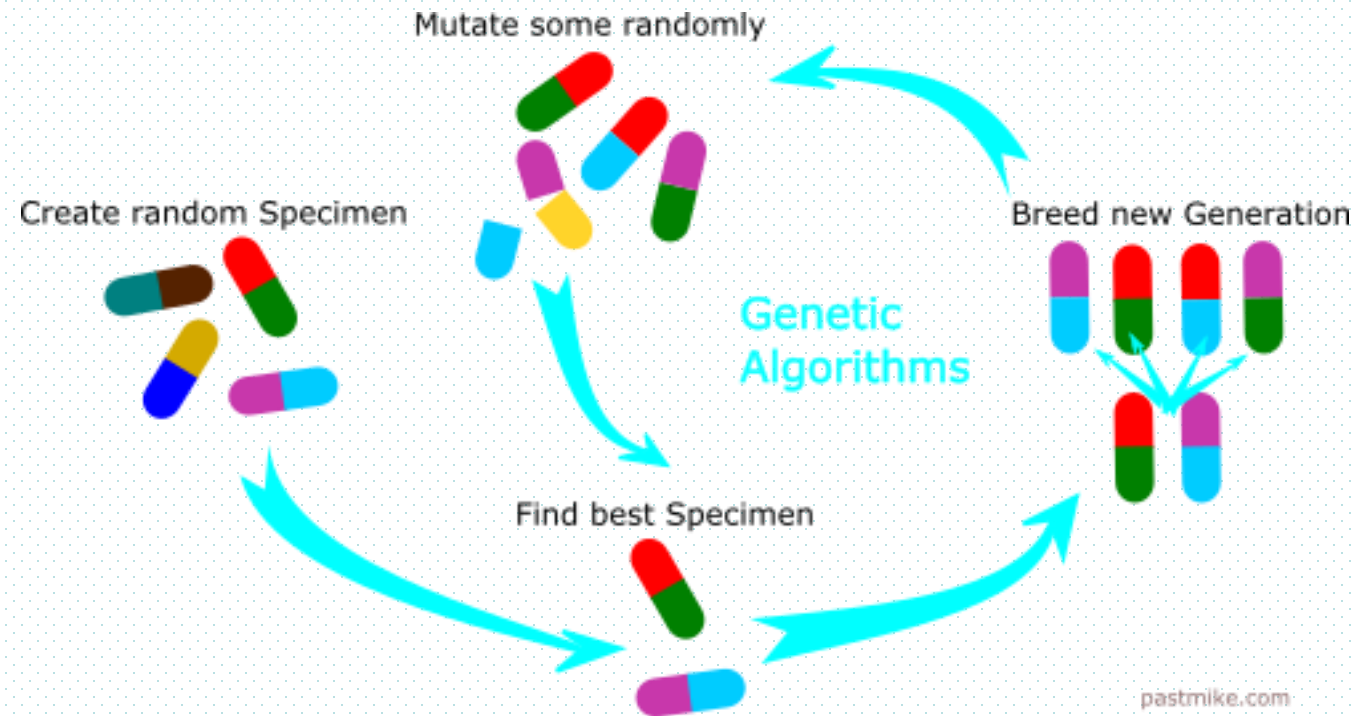 Mutate some randomly
Create random Specimen
Breed new Generation
Genetic
Algorithms
Find best Specimen
pastmike.com